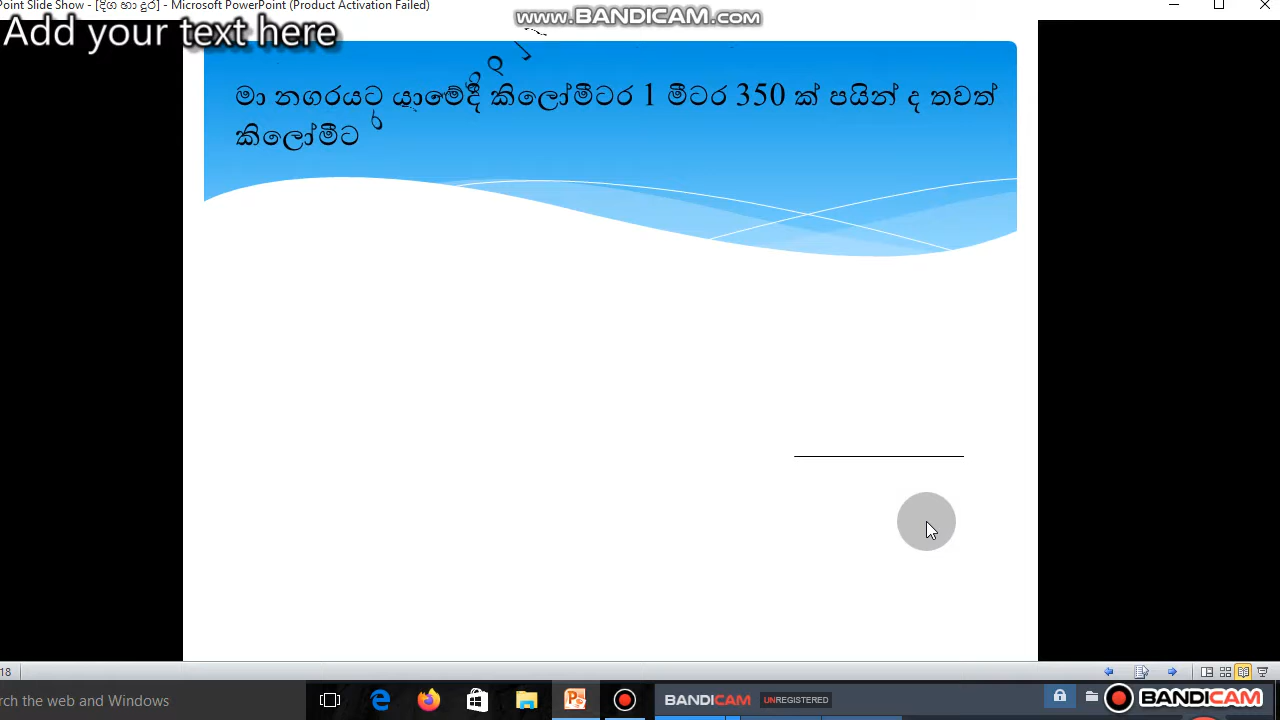 Point Slide Show - [දිග හා දුර] - Microsoft PowerPoint (Product Activation Failed)
www.BANDICAM.com
Add your text here
මා නගරයට යාමේදී කිලෝමීටර 1 මීටර 350 ක් පයින් ද තවත්
කිලෝමීට
18
rch the web and Windows
BANDICAM UNREGISTERED
BANDICAM